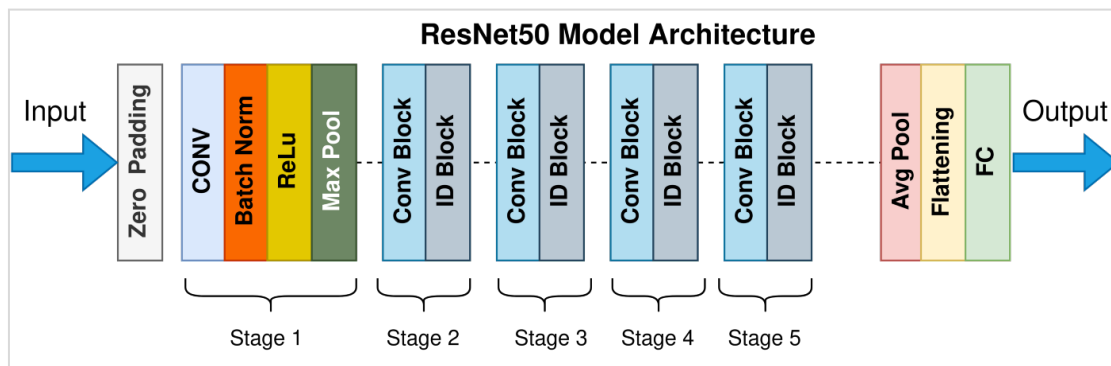 ResNet50 Model Architecture
Input
Zero Padding
CONV
Batch Norm
ReLu
Max Pool
Conv Block
ID Block
Conv Block
ID Block
Conv Block
ID Block
Conv Block
ID Block
Avg Pool
Flattening
FC
Output
Stage 1
Stage 2
Stage 3
Stage 4
Stage 5